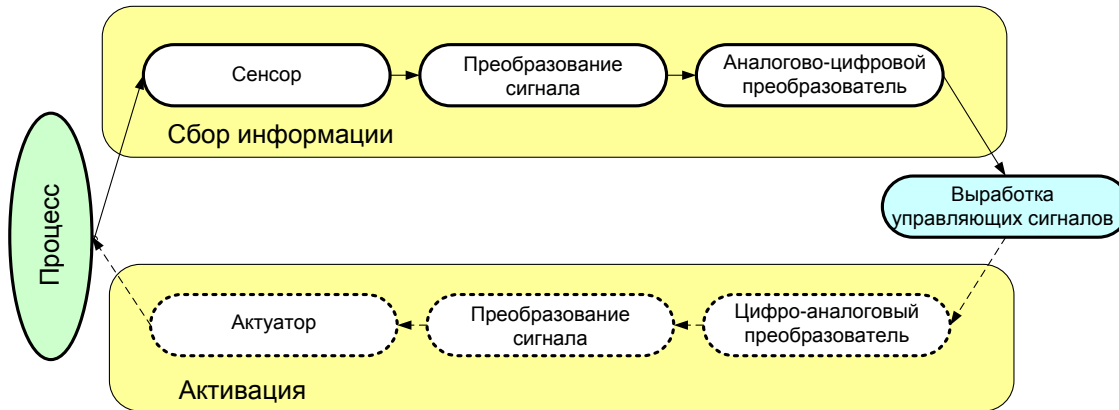 Сенсор
Преобразование
сигнала
Аналогово-цифровой
преобразователь
Сбор информации
Процесс
Выработка
управляющих сигналов
Актуатор
Преобразование
сигнала
Цифро-аналоговый
преобразователь
Активация